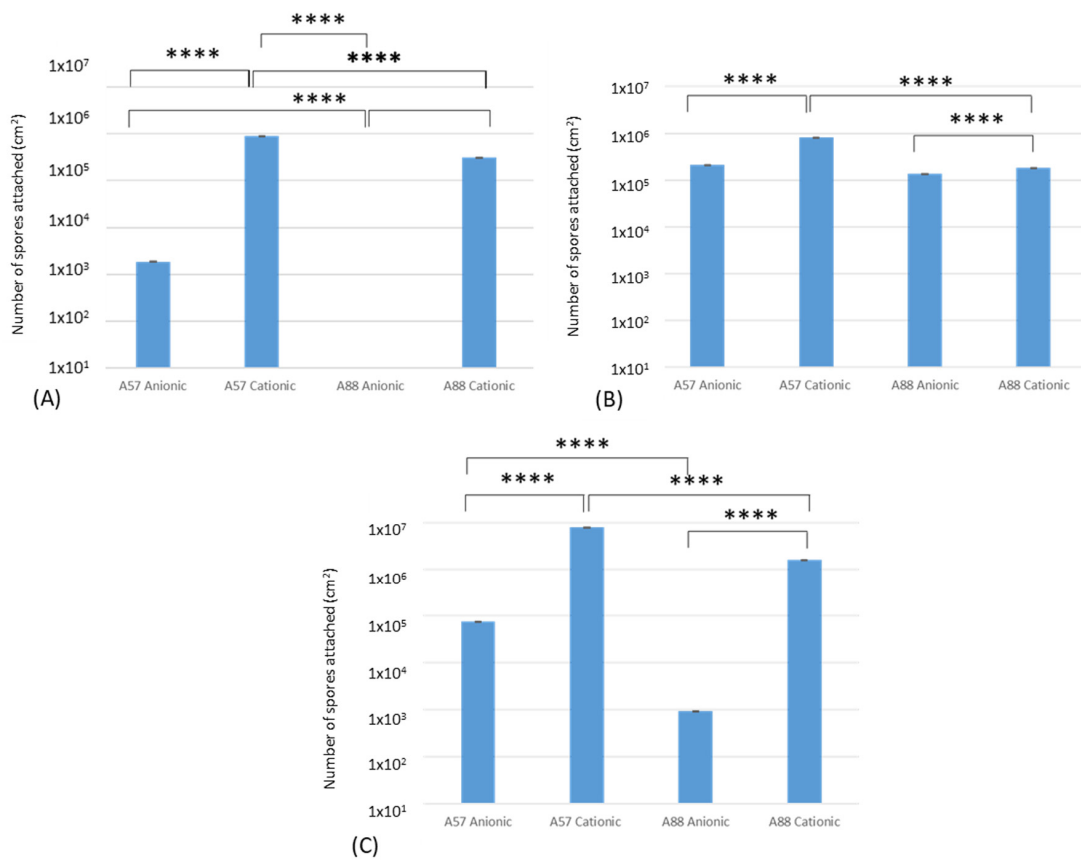 ****
****
****
****
1x10⁷
1x10⁶
1x10⁵
1x10⁴
1x10³
1x10²
1x10¹
Number of spores attached (cm²)
A57 Anionic
A57 Cationic
A88 Anionic
A88 Cationic
(A)
****
****
****
1x10⁷
1x10⁶
1x10⁵
1x10⁴
1x10³
1x10²
1x10¹
Number of spores attached (cm²)
A57 Anionic
A57 Cationic
A88 Anionic
A88 Cationic
(B)
****
****
****
****
1x10⁷
1x10⁶
1x10⁵
1x10⁴
1x10³
1x10²
1x10¹
Number of spores attached (cm²)
A57 Anionic
A57 Cationic
A88 Anionic
A88 Cationic
(C)